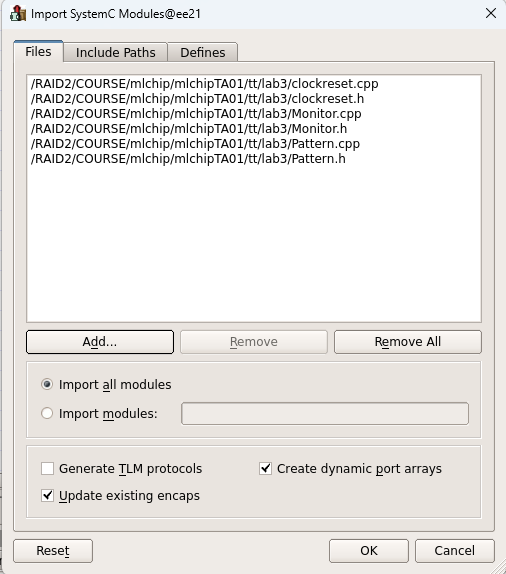 Import SystemC Modules@ee21
Files
Include Paths
Defines
/RAID2/COURSE/mlchip/mlchipTA01/tt/lab3/clockreset.cpp
/RAID2/COURSE/mlchip/mlchipTA01/tt/lab3/clockreset.h
/RAID2/COURSE/mlchip/mlchipTA01/tt/lab3/Monitor.cpp
/RAID2/COURSE/mlchip/mlchipTA01/tt/lab3/Monitor.h
/RAID2/COURSE/mlchip/mlchipTA01/tt/lab3/Pattern.cpp
/RAID2/COURSE/mlchip/mlchipTA01/tt/lab3/Pattern.h
Add...
Remove
Remove All
Import all modules
Import modules:
Generate TLM protocols
Create dynamic port arrays
Update existing encaps
Reset
OK
Cancel